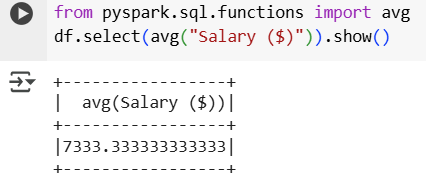 from pyspark.sql.functions import avg
df.select(avg("Salary ($)")).show()
+-----------------+
|  avg(Salary ($))|
+-----------------+
|7333.333333333333|
+-----------------+